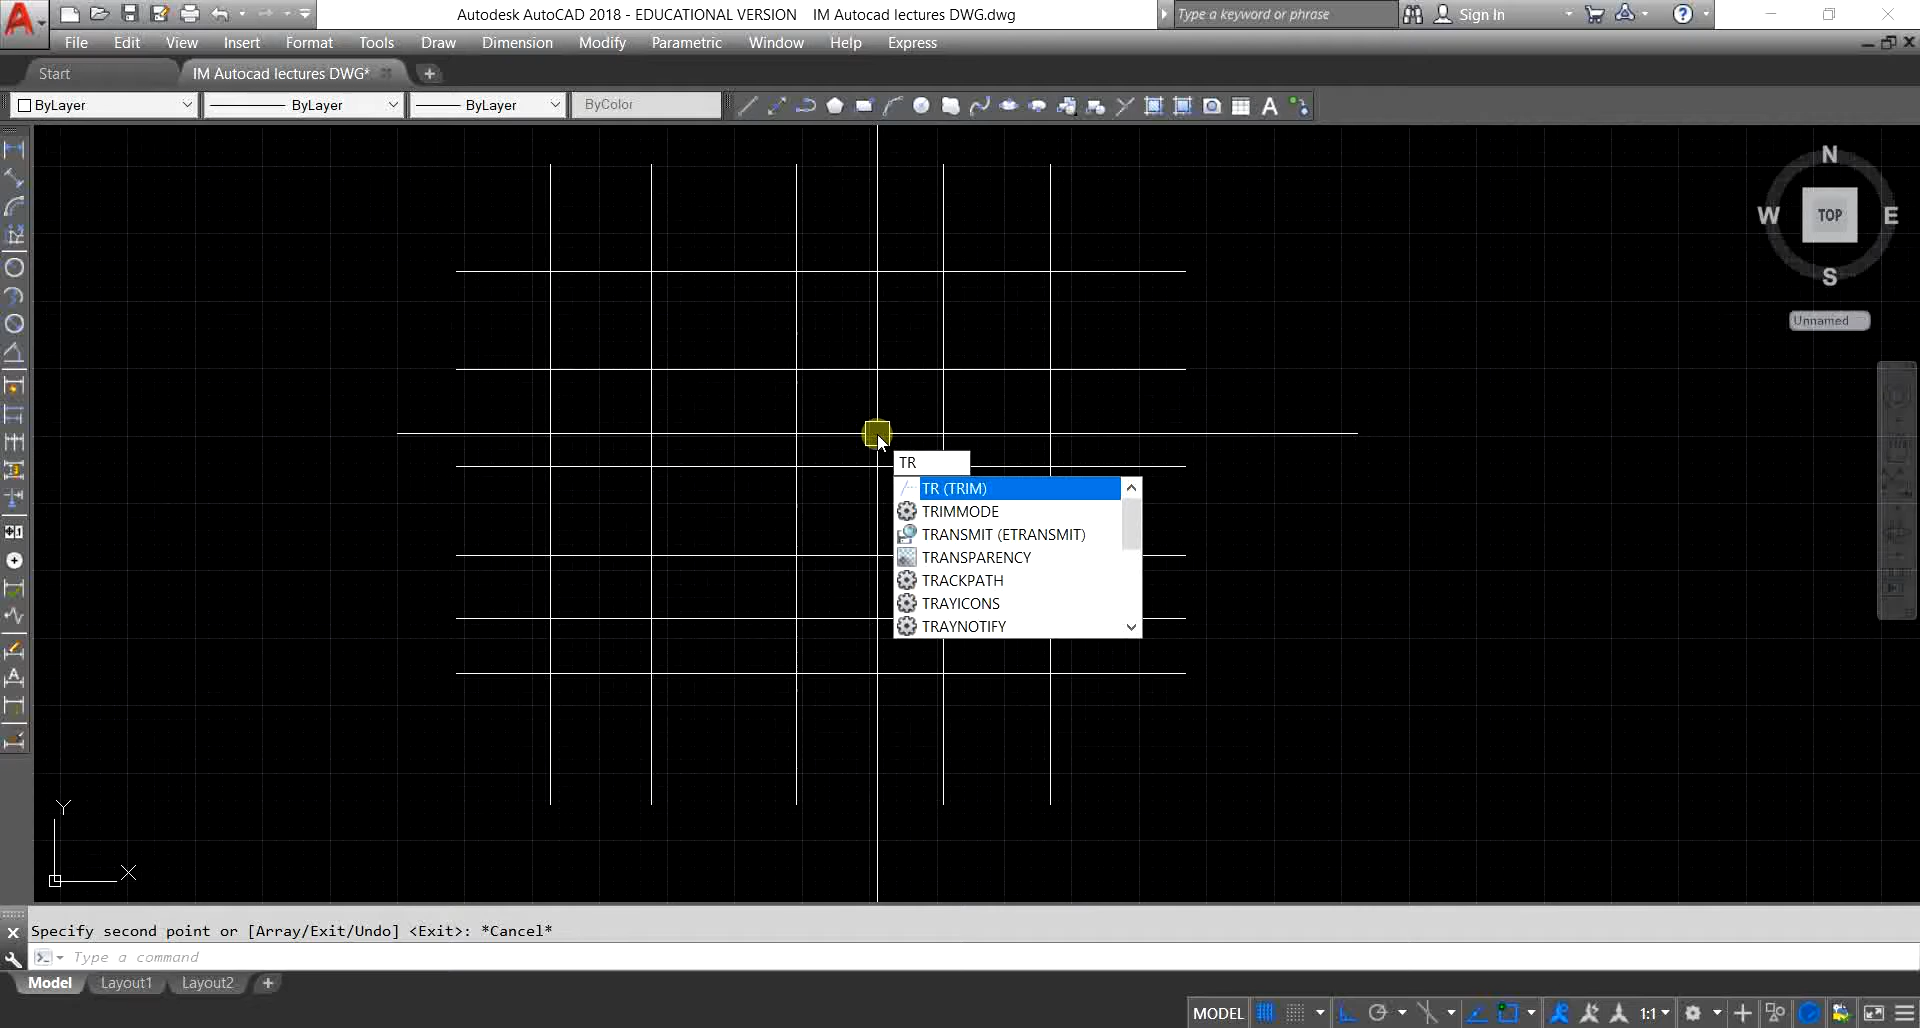 Autodesk AutoCAD 2018 - EDUCATIONAL VERSION    IM Autocad lectures DWG.dwg
Type a keyword or phrase
Sign In
File Edit View Insert Format Tools Draw Dimension Modify Parametric Window Help Express
Start
IM Autocad lectures DWG*
ByLayer
ByLayer
ByLayer
ByColor
A
N
W
TOP
E
S
Unnamed
TR
TR (TRIM)
TRIMMODE
TRANSMIT (ETRANSMIT)
TRANSPARENCY
TRACKPATH
TRAYICONS
TRAYNOTIFY
Y
X
Specify second point or [Array/Exit/Undo] <Exit>: *Cancel*
Type a command
Model
Layout1
Layout2
MODEL
1:1